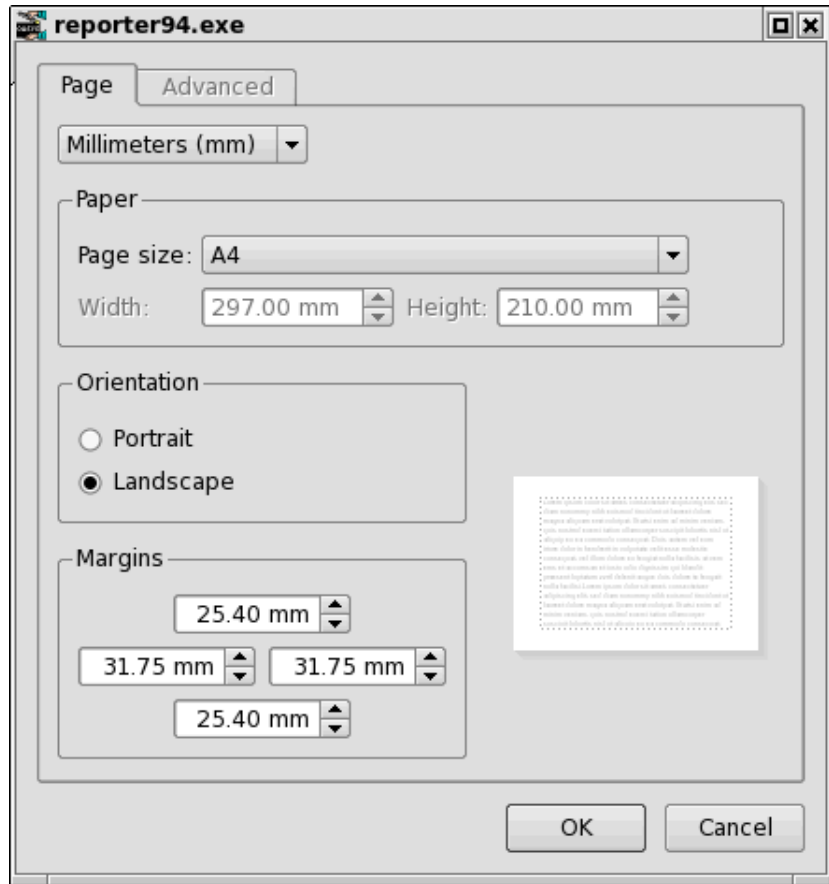 reporter94.exe
Page Advanced
Millimeters (mm)
Paper
Page size: A4
Width: 297.00 mm Height: 210.00 mm
Orientation
Portrait
Landscape
Margins
25.40 mm
31.75 mm 31.75 mm
25.40 mm
OK Cancel